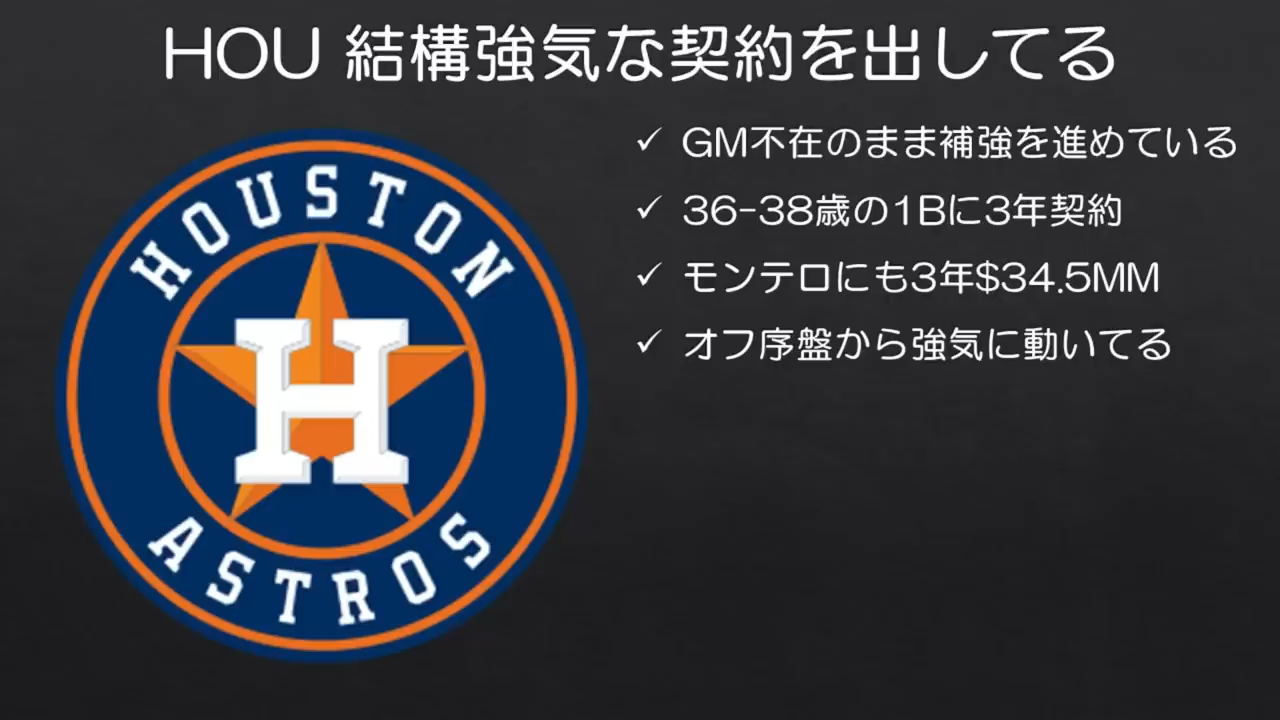 HOU 結構強気な契約を出してる
HOUSTON
H
ASTROS
✓ GM不在のまま補強を進めている
✓ 36-38歳の1Bに3年契約
✓ モンテロにも3年$34.5MM
✓ オフ序盤から強気に動いてる